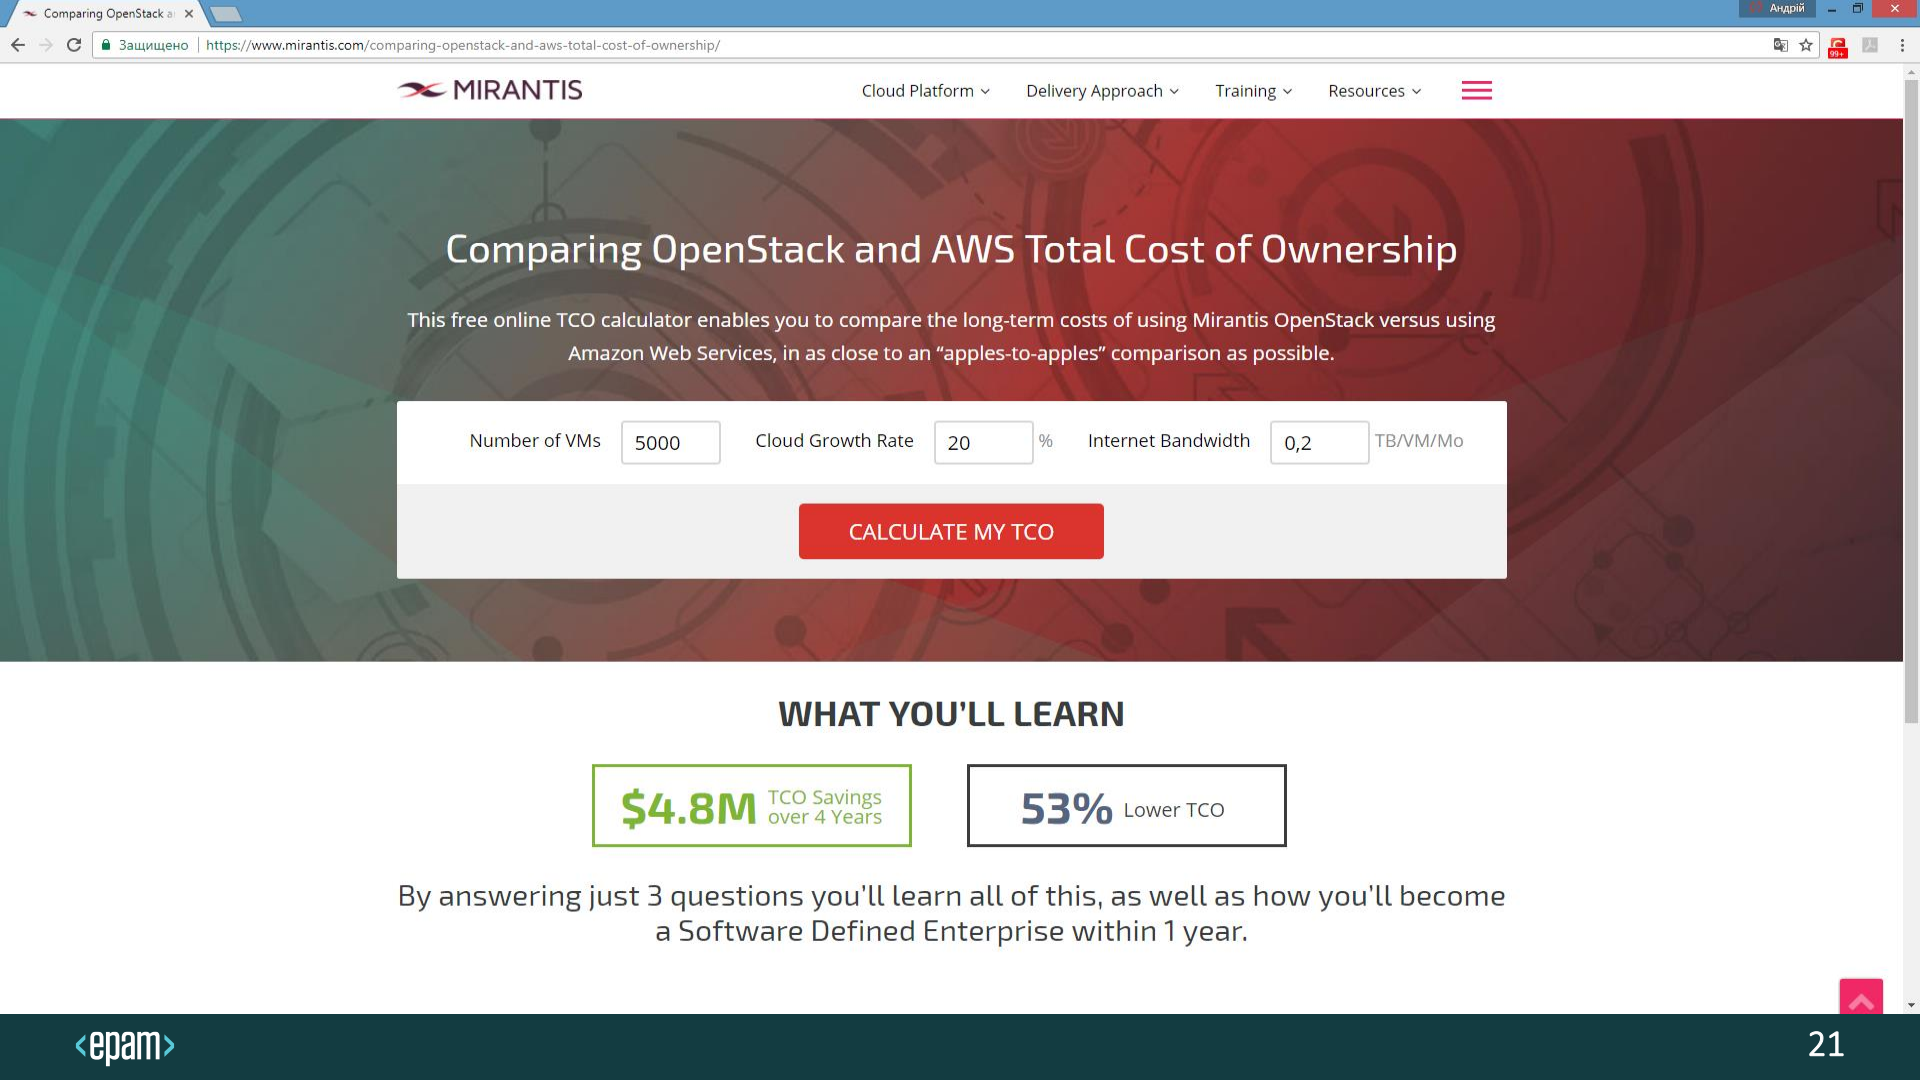 Comparing OpenStack a
Андрій
Защищено https://www.mirantis.com/comparing-openstack-and-aws-total-cost-of-ownership/
99+
MIRANTIS
Cloud Platform Delivery Approach Training Resources
Comparing OpenStack and AWS Total Cost of Ownership
This free online TCO calculator enables you to compare the long-term costs of using Mirantis OpenStack versus using
Amazon Web Services, in as close to an “apples-to-apples” comparison as possible.
Number of VMs 5000 Cloud Growth Rate 20 % Internet Bandwidth 0,2 TB/VM/Mo
CALCULATE MY TCO
WHAT YOU’LL LEARN
$4.8M TCO Savings
over 4 Years
53% Lower TCO
By answering just 3 questions you’ll learn all of this, as well as how you’ll become
a Software Defined Enterprise within 1 year.
<epam>
21